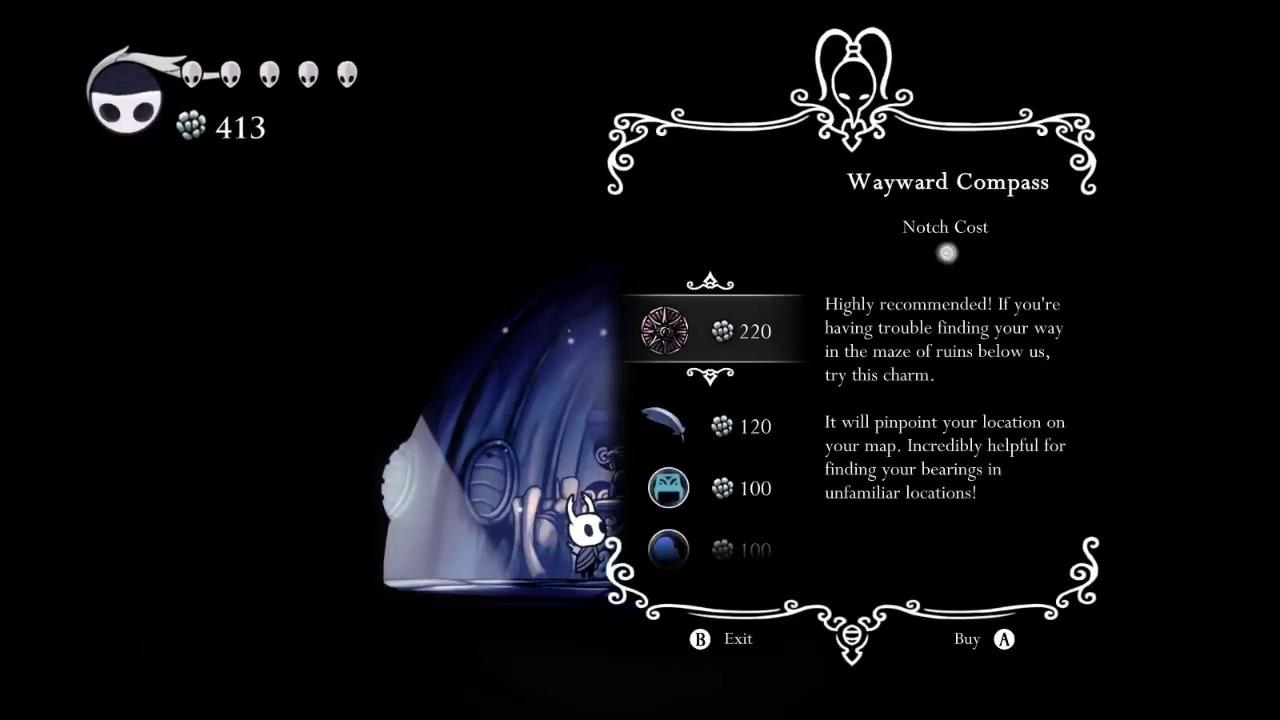 413
Wayward Compass
Notch Cost
220
120
100
100
Highly recommended! If you're
having trouble finding your way
in the maze of ruins below us,
try this charm.
It will pinpoint your location on
your map. Incredibly helpful for
finding your bearings in
unfamiliar locations!
B Exit
Buy A